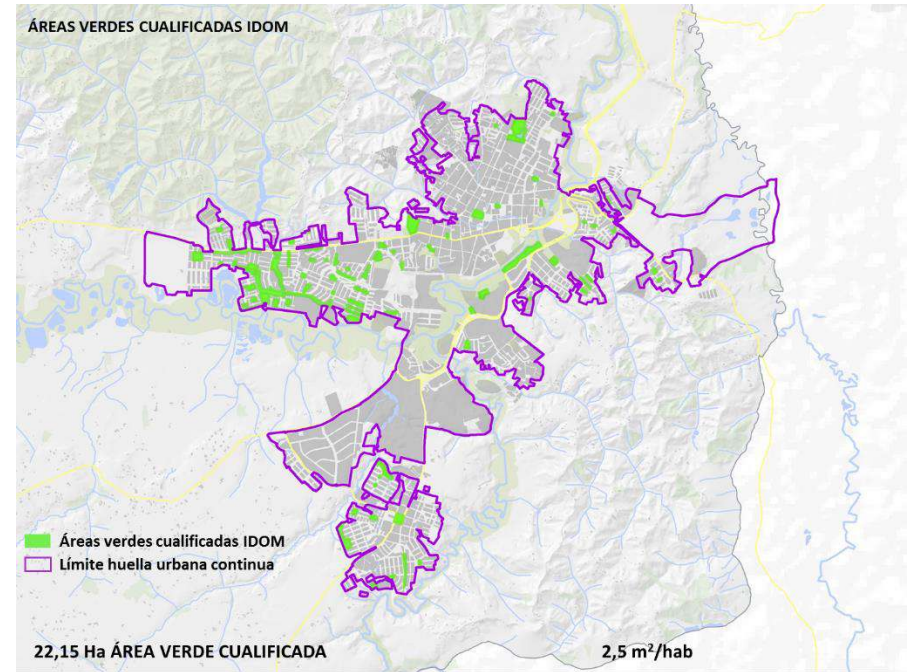 ÁREAS VERDES CUALIFICADAS IDOM
Áreas verdes cualificadas IDOM
Límite huella urbana continua
22,15 Ha ÁREA VERDE CUALIFICADA
2,5 m²/hab